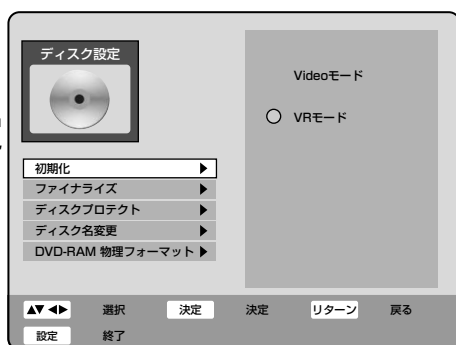 ディスク設定
Videoモード
○ VRモード
初期化 ▶
ファイナライズ ▶
ディスクプロテクト ▶
ディスク名変更 ▶
DVD-RAM 物理フォーマット ▶
▲▼ ◀▶ 選択 決定 決定 リターン 戻る
設定 終了